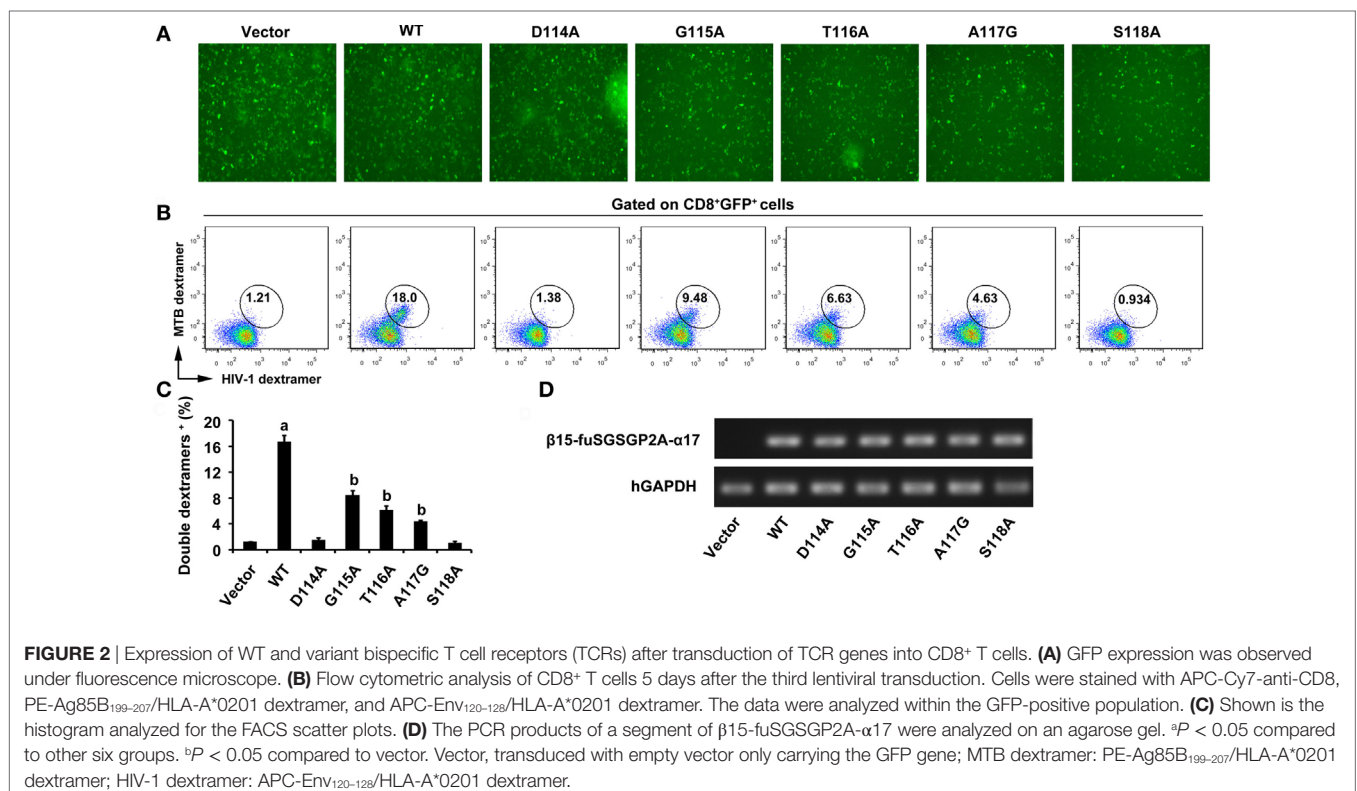 A
Vector WT D114A G115A T116A A117G S118A
B
Gated on CD8⁺GFP⁺ cells
MTB dextramer
10⁵
10⁴
10³
10²
0
1.21 18.0 1.38 9.48 6.63 4.63 0.934
0 10² 10³ 10⁴ 10⁵
HIV-1 dextramer
C
Double dextramers ⁺ (%)
20
16
12
8
4
0
a
b b b
Vector WT D114A G115A T116A A117G S118A
D
β15-fuSGSGP2A-α17
hGAPDH
Vector WT D114A G115A T116A A117G S118A
FIGURE 2 | Expression of WT and variant bispecific T cell receptors (TCRs) after transduction of TCR genes into CD8⁺ T cells. (A) GFP expression was observed
under fluorescence microscope. (B) Flow cytometric analysis of CD8⁺ T cells 5 days after the third lentiviral transduction. Cells were stained with APC-Cy7-anti-CD8,
PE-Ag85B₁₉₉₋₂₀₇/HLA-A*0201 dextramer, and APC-Env₁₂₀₋₁₂₈/HLA-A*0201 dextramer. The data were analyzed within the GFP-positive population. (C) Shown is the
histogram analyzed for the FACS scatter plots. (D) The PCR products of a segment of β15-fuSGSGP2A-α17 were analyzed on an agarose gel. ᵃP < 0.05 compared
to other six groups. ᵇP < 0.05 compared to vector. Vector, transduced with empty vector only carrying the GFP gene; MTB dextramer: PE-Ag85B₁₉₉₋₂₀₇/HLA-A*0201
dextramer; HIV-1 dextramer: APC-Env₁₂₀₋₁₂₈/HLA-A*0201 dextramer.